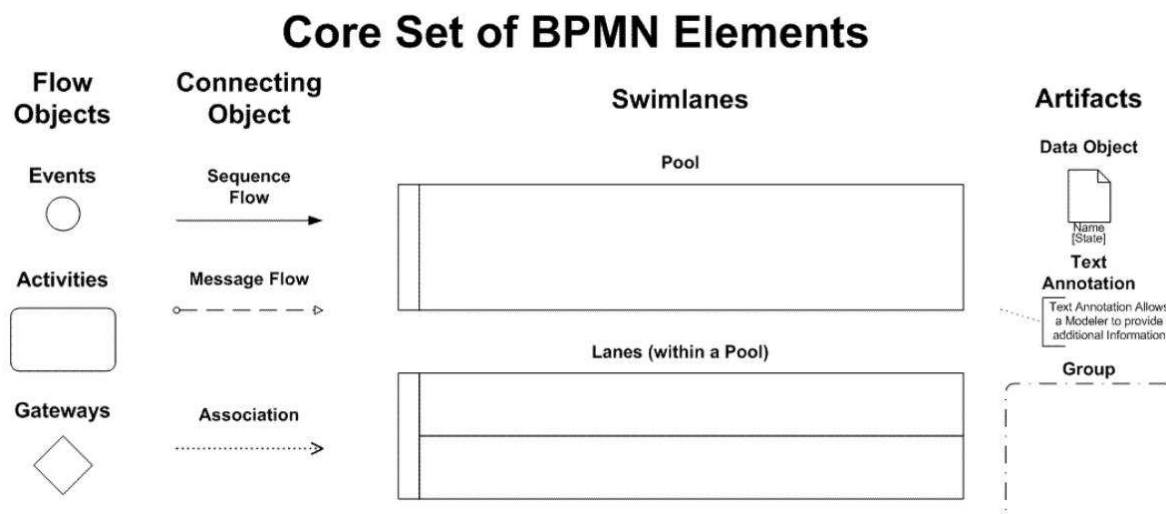 Core Set of BPMN Elements
Flow
Objects
Events
Activities
Gateways
Connecting
Object
Sequence
Flow
Message Flow
Association
Swimlanes
Pool
Lanes (within a Pool)
Artifacts
Data Object
Name
[State]
Text
Annotation
Text Annotation Allows
a Modeler to provide
additional Information
Group